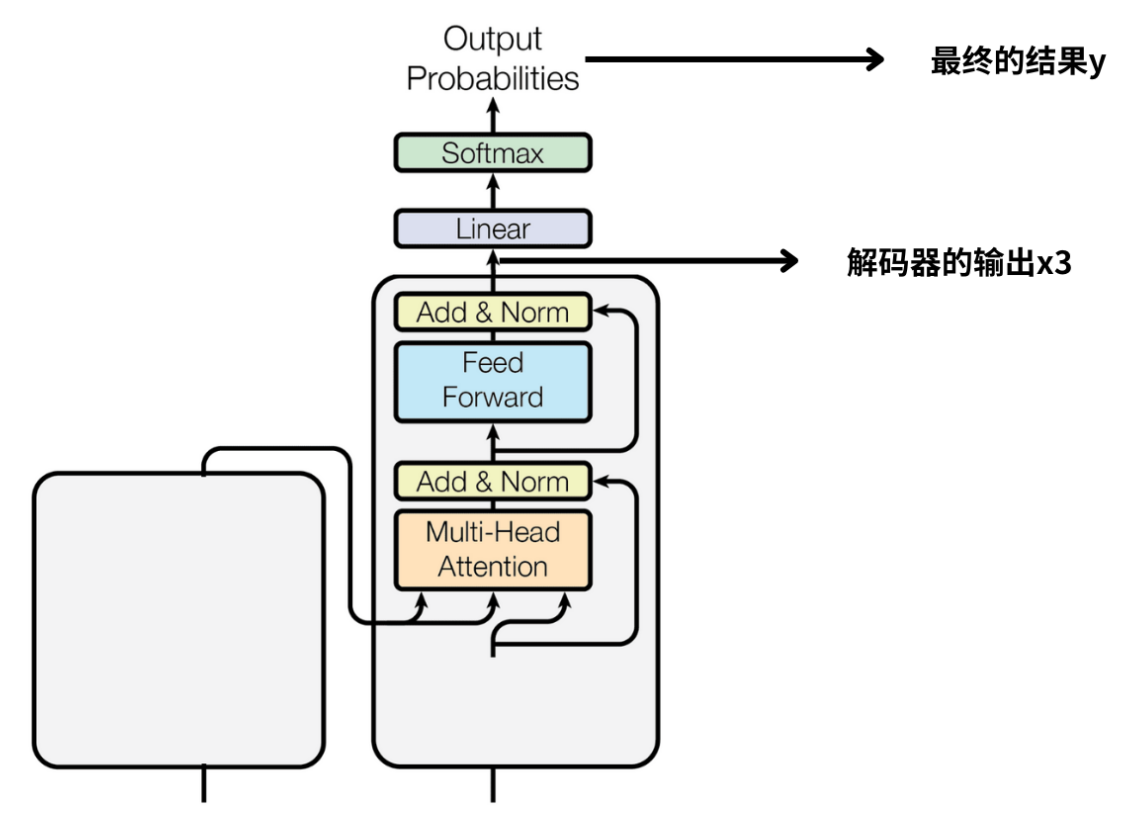 Output
Probabilities
最终的结果y
Softmax
Linear
解码器的输出x3
Add & Norm
Feed
Forward
Add & Norm
Multi-Head
Attention